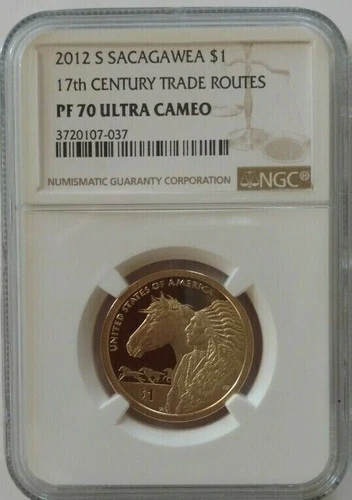 2012 S SACAGAWEA $1
17th CENTURY TRADE ROUTES
PF 70 ULTRA CAMEO
3720107-037
NUMISMATIC GUARANTY CORPORATION
NGC®
UNITED STATES OF AMERICA
$1